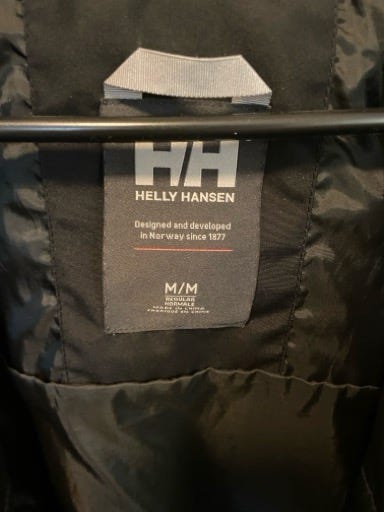 HH
HELLY HANSEN
Designed and developed
in Norway since 1877
M/M
REGULAR
NORMALE
MADE IN CHINA
FABRIQUÉ EN CHINE